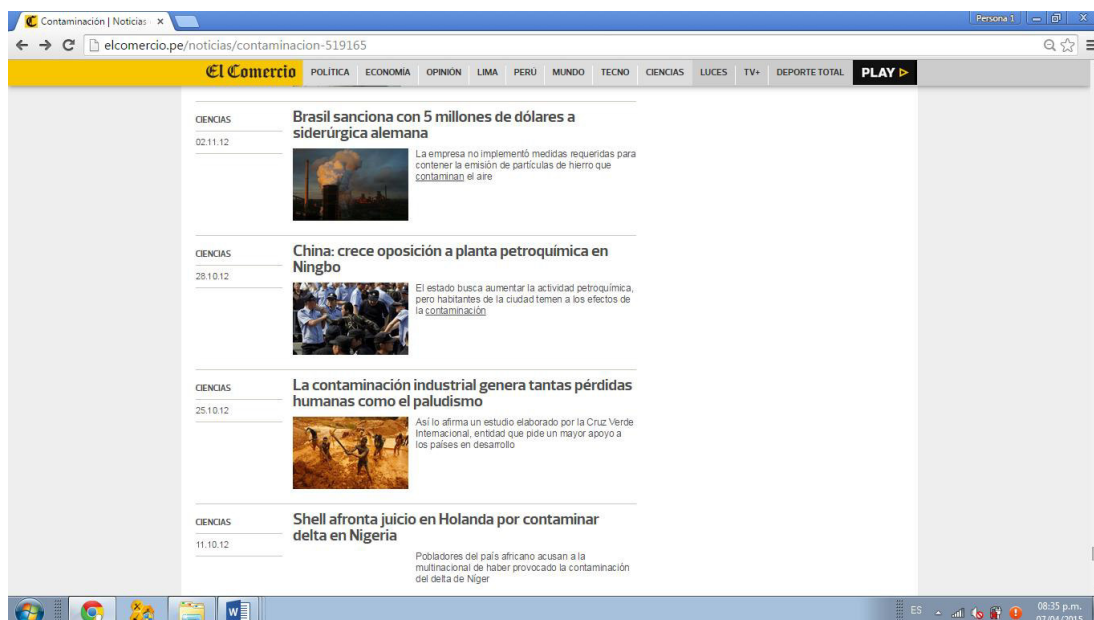 Contaminación | Noticias
Persona 1
elcomercio.pe/noticias/contaminacion-519165
El Comercio POLÍTICA ECONOMÍA OPINIÓN LIMA PERÚ MUNDO TECNO CIENCIAS LUCES TV+ DEPORTE TOTAL PLAY
CIENCIAS
02.11.12
Brasil sanciona con 5 millones de dólares a
siderúrgica alemana
La empresa no implementó medidas requeridas para
contener la emisión de partículas de hierro que
contaminan el aire
CIENCIAS
28.10.12
China: crece oposición a planta petroquímica en
Ningbo
El estado busca aumentar la actividad petroquímica,
pero habitantes de la ciudad temen a los efectos de
la contaminación
CIENCIAS
25.10.12
La contaminación industrial genera tantas pérdidas
humanas como el paludismo
Así lo afirma un estudio elaborado por la Cruz Verde
Internacional, entidad que pide un mayor apoyo a
los países en desarrollo
CIENCIAS
11.10.12
Shell afronta juicio en Holanda por contaminar
delta en Nigeria
Pobladores del país africano acusan a la
multinacional de haber provocado la contaminación
del delta de Níger
ES
08:35 p.m.
07/04/2015